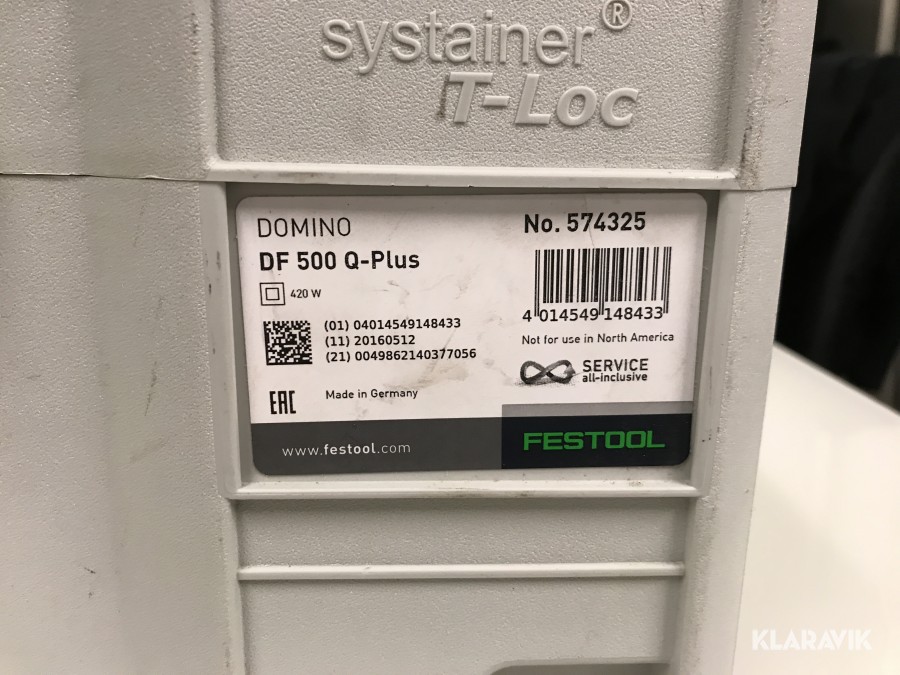 systainer®
T-Loc
DOMINO
DF 500 Q-Plus
420 W
No. 574325
4 014549 148433
(01) 04014549148433
(11) 20160512
(21) 0049862140377056
Not for use in North America
SERVICE
all-inclusive
EAC
Made in Germany
www.festool.com
FESTOOL
KLARAVIK